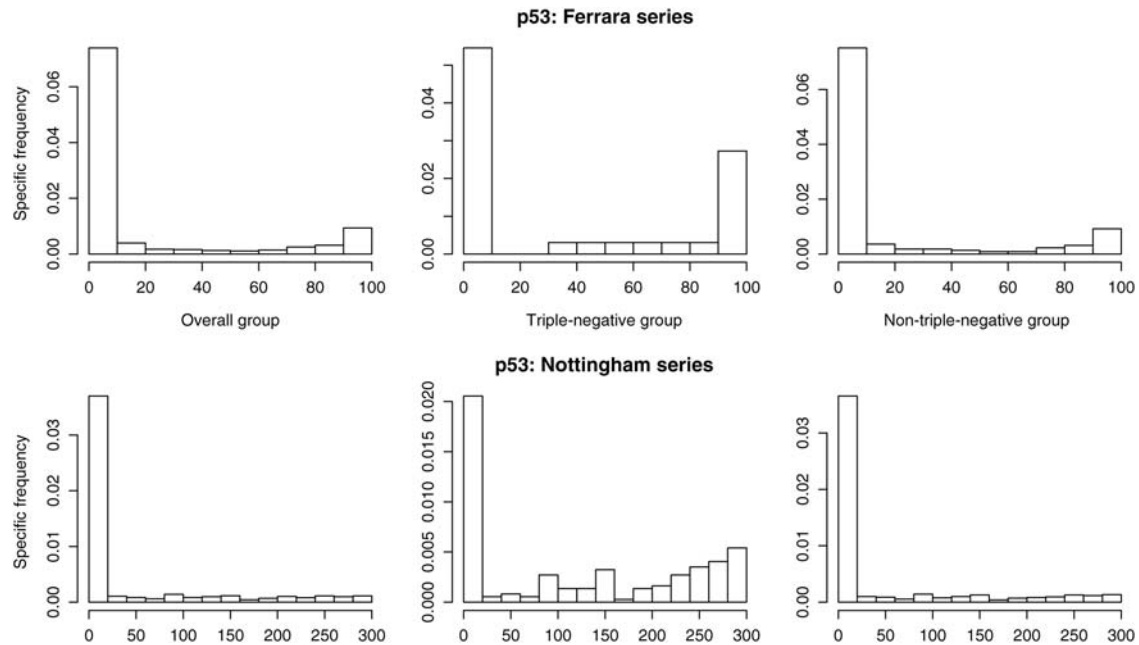 p53: Ferrara series
Specific frequency
0.00 0.02 0.04 0.06
0 20 40 60 80 100
Overall group
0.00 0.02 0.04
0 20 40 60 80 100
Triple-negative group
0.00 0.02 0.04 0.06
0 20 40 60 80 100
Non-triple-negative group
p53: Nottingham series
Specific frequency
0.00 0.01 0.02 0.03
0 50 100 150 200 250 300
0.000 0.005 0.010 0.015 0.020
0 50 100 150 200 250 300
0.00 0.01 0.02 0.03
0 50 100 150 200 250 300